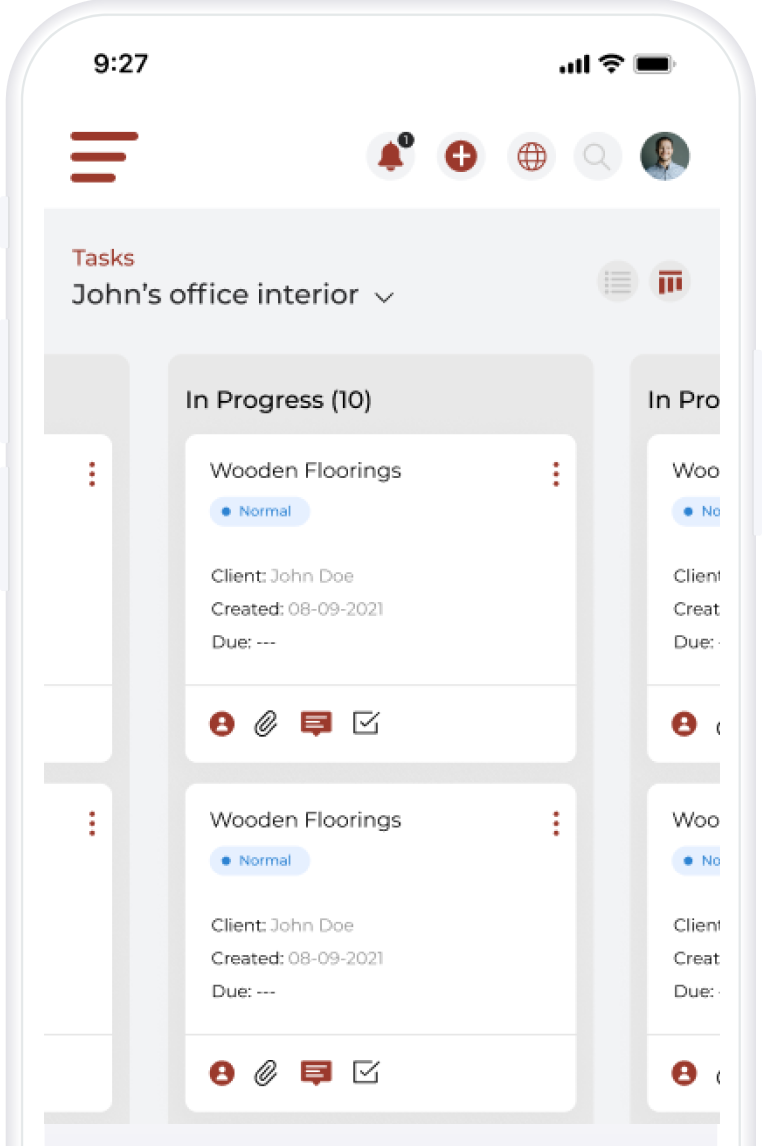 9:27
1
Tasks
John's office interior
In Progress (10)
In Pro
Wooden Floorings
Woo
Normal
No
Client: John Doe
Client
Created: 08-09-2021
Creat
Due: ---
Due: -
Wooden Floorings
Woo
Normal
No
Client: John Doe
Client
Created: 08-09-2021
Creat
Due: ---
Due: -